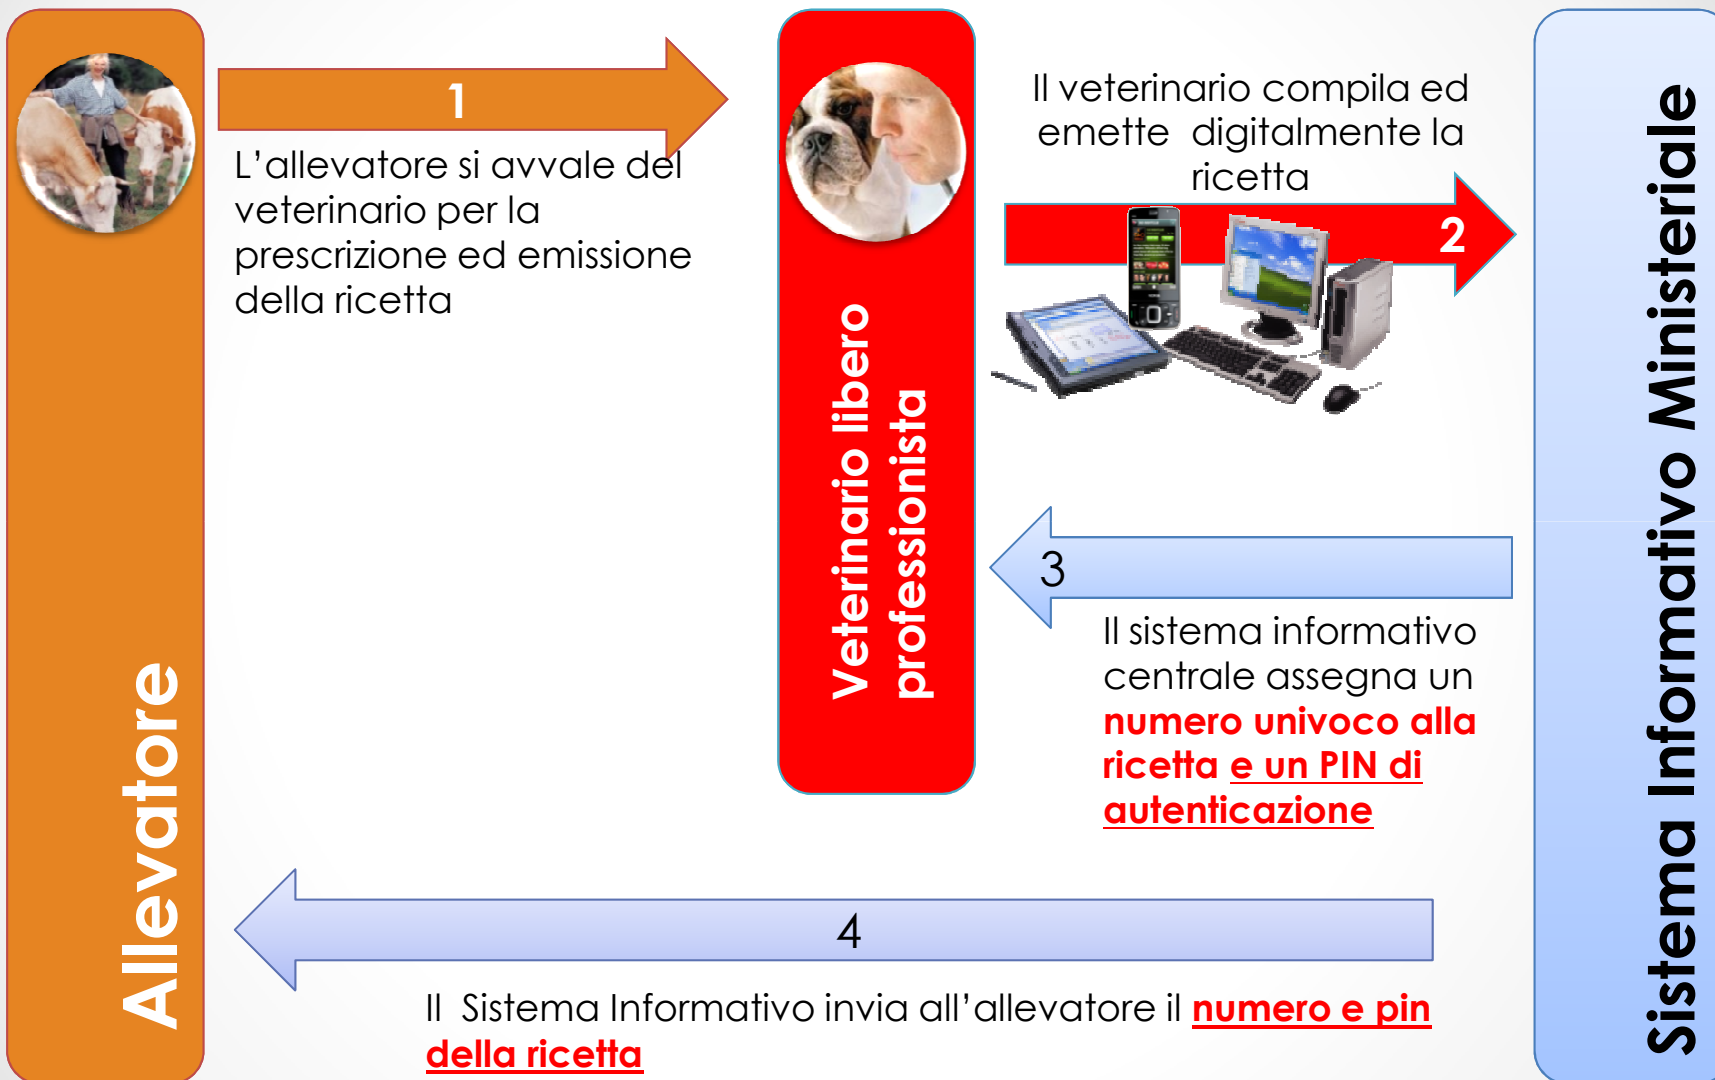 Allevatore
1
L’allevatore si avvale del
veterinario per la
prescrizione ed emissione
della ricetta
Veterinario libero
professionista
Il veterinario compila ed
emette digitalmente la
ricetta
2
3
Il sistema informativo
centrale assegna un
numero univoco alla
ricetta e un PIN di
autenticazione
4
Il Sistema Informativo invia all’allevatore il numero e pin
della ricetta
Sistema Informativo Ministeriale